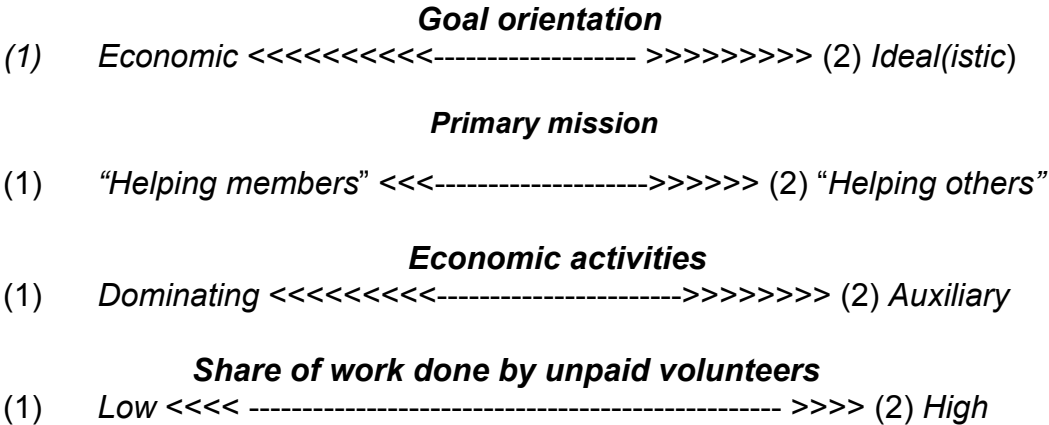 Goal orientation
(1) Economic <<<<<<<<<<------------------- >>>>>>>>> (2) Ideal(istic)
Primary mission
(1) “Helping members” <<<-------------------->>>>>> (2) “Helping others”
Economic activities
(1) Dominating <<<<<<<<<----------------------->>>>>>>> (2) Auxiliary
Share of work done by unpaid volunteers
(1) Low <<<< -------------------------------------------------- >>>> (2) High